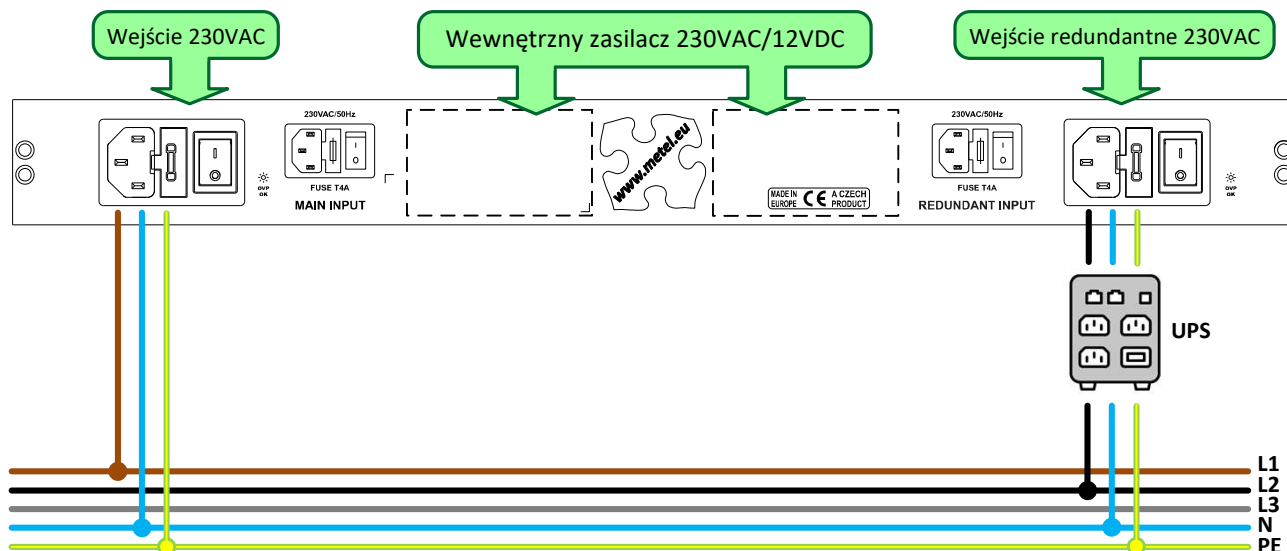 Wejście 230VAC
Wewnętrzny zasilacz 230VAC/12VDC
Wejście redundantne 230VAC
230VAC/50Hz
FUSE T4A
MAIN INPUT
OVP
OK
www.metel.eu
MADE IN
EUROPE
CE
A CZECH
PRODUCT
230VAC/50Hz
FUSE T4A
REDUNDANT INPUT
OVP
OK
UPS
L1
L2
L3
N
PE